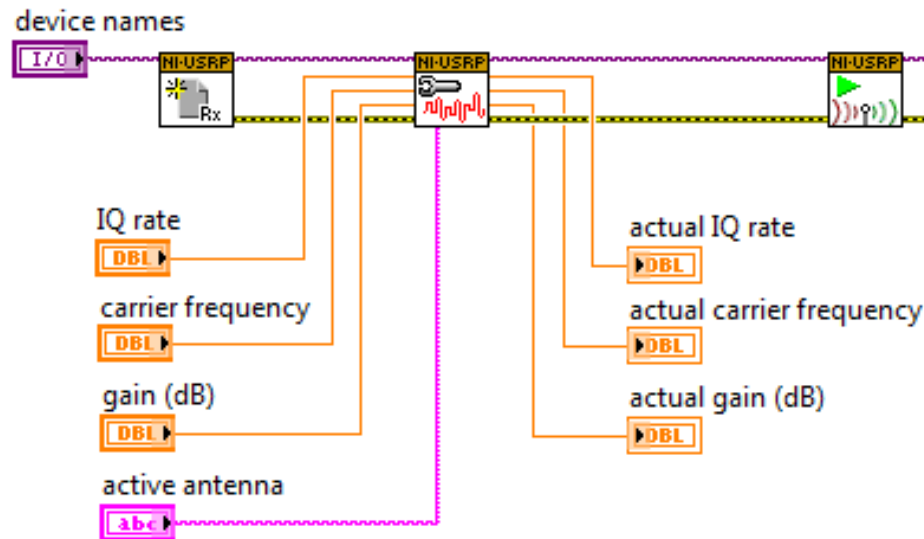 device names
I/O
NI-USRP
Rx
NI-USRP
NI-USRP
IQ rate
DBL
carrier frequency
DBL
gain (dB)
DBL
active antenna
abc
actual IQ rate
DBL
actual carrier frequency
DBL
actual gain (dB)
DBL